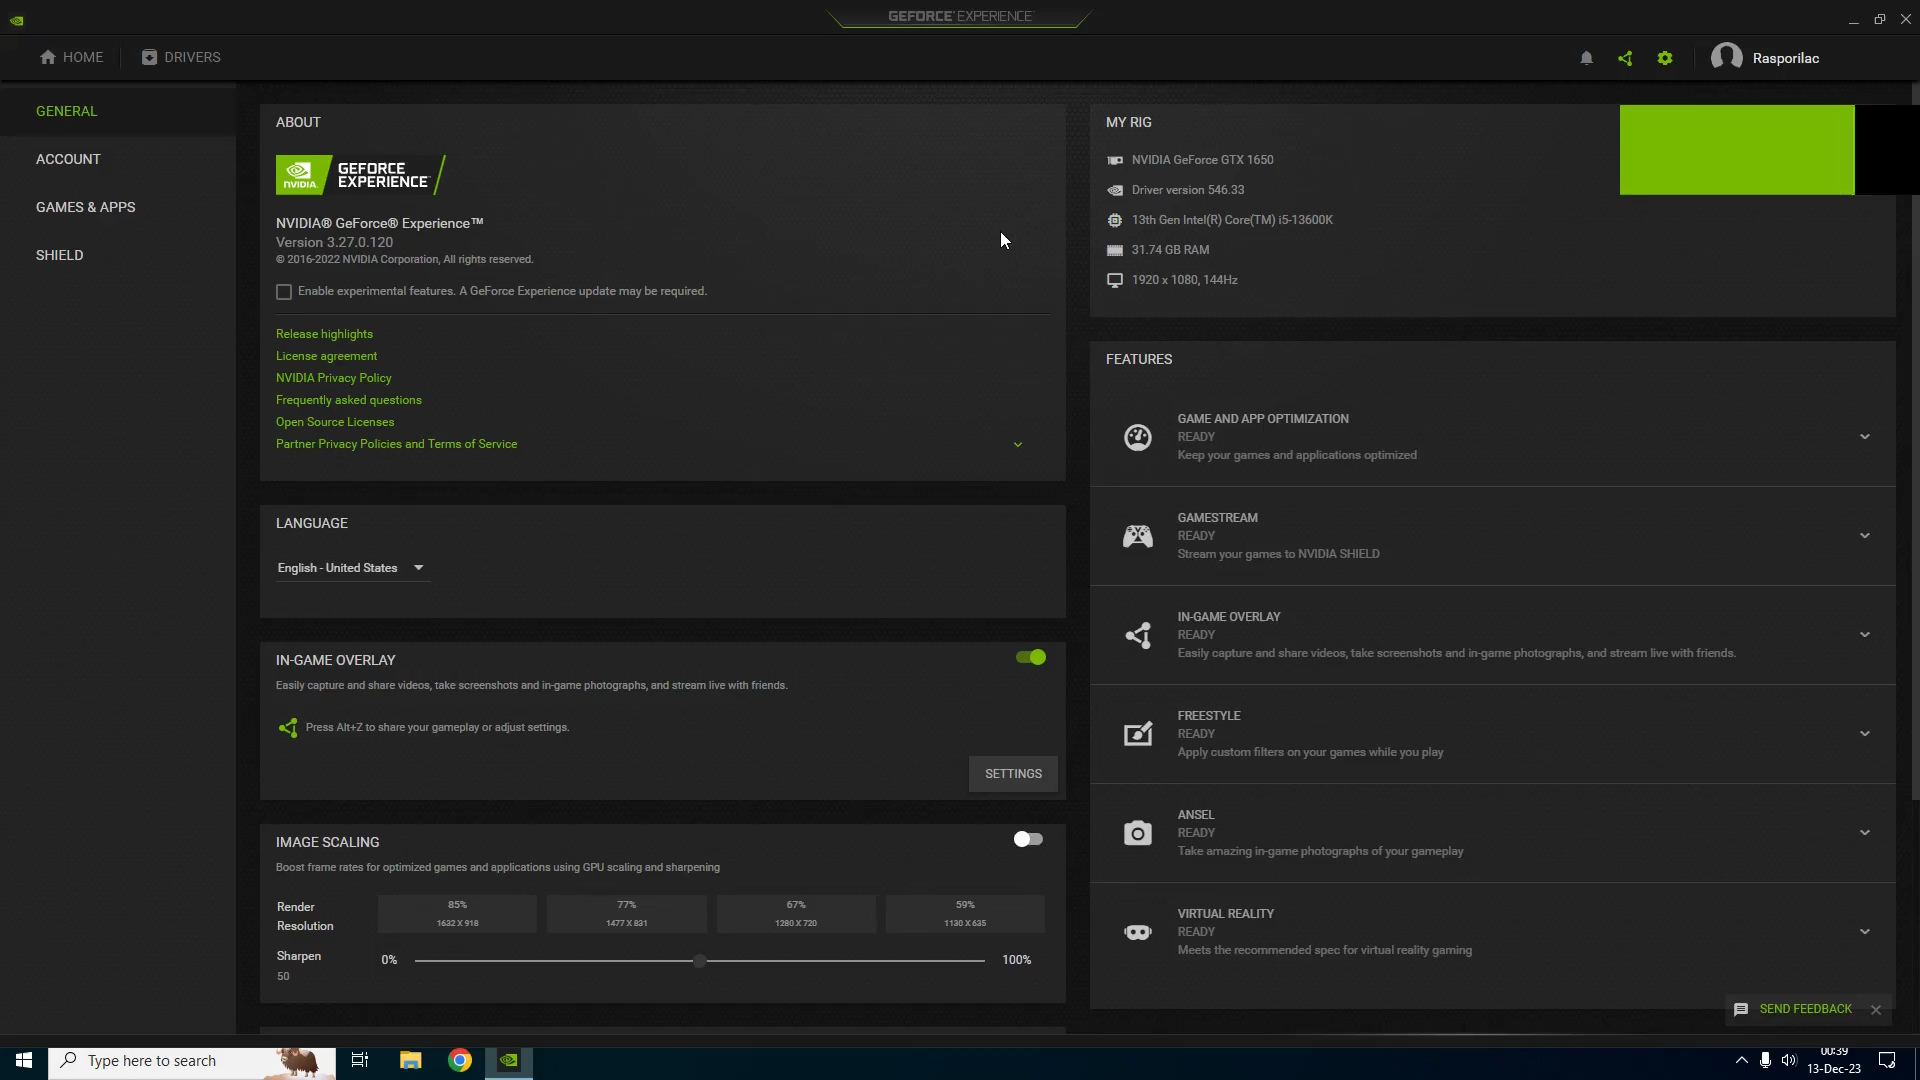 GEFORCE EXPERIENCE
HOME
DRIVERS
Rasporilac
GENERAL
ACCOUNT
GAMES & APPS
SHIELD
ABOUT
NVIDIA. GEFORCE
EXPERIENCE
NVIDIA® GeForce® Experience™
Version 3.27.0.120
© 2016-2022 NVIDIA Corporation, All rights reserved.
Enable experimental features. A GeForce Experience update may be required.
Release highlights
License agreement
NVIDIA Privacy Policy
Frequently asked questions
Open Source Licenses
Partner Privacy Policies and Terms of Service
LANGUAGE
English - United States
IN-GAME OVERLAY
Easily capture and share videos, take screenshots and in-game photographs, and stream live with friends.
Press Alt+Z to share your gameplay or adjust settings.
SETTINGS
IMAGE SCALING
Boost frame rates for optimized games and applications using GPU scaling and sharpening
Render
Resolution
85%
1632 X 918
77%
1477 X 831
67%
1280 X 720
59%
1130 X 635
Sharpen
50
0%
100%
MY RIG
NVIDIA GeForce GTX 1650
Driver version 546.33
13th Gen Intel(R) Core(TM) i5-13600K
31.74 GB RAM
1920 x 1080, 144Hz
FEATURES
GAME AND APP OPTIMIZATION
READY
Keep your games and applications optimized
GAMESTREAM
READY
Stream your games to NVIDIA SHIELD
IN-GAME OVERLAY
READY
Easily capture and share videos, take screenshots and in-game photographs, and stream live with friends.
FREESTYLE
READY
Apply custom filters on your games while you play
ANSEL
READY
Take amazing in-game photographs of your gameplay
VIRTUAL REALITY
READY
Meets the recommended spec for virtual reality gaming
SEND FEEDBACK
Type here to search
00:39
13-Dec-23